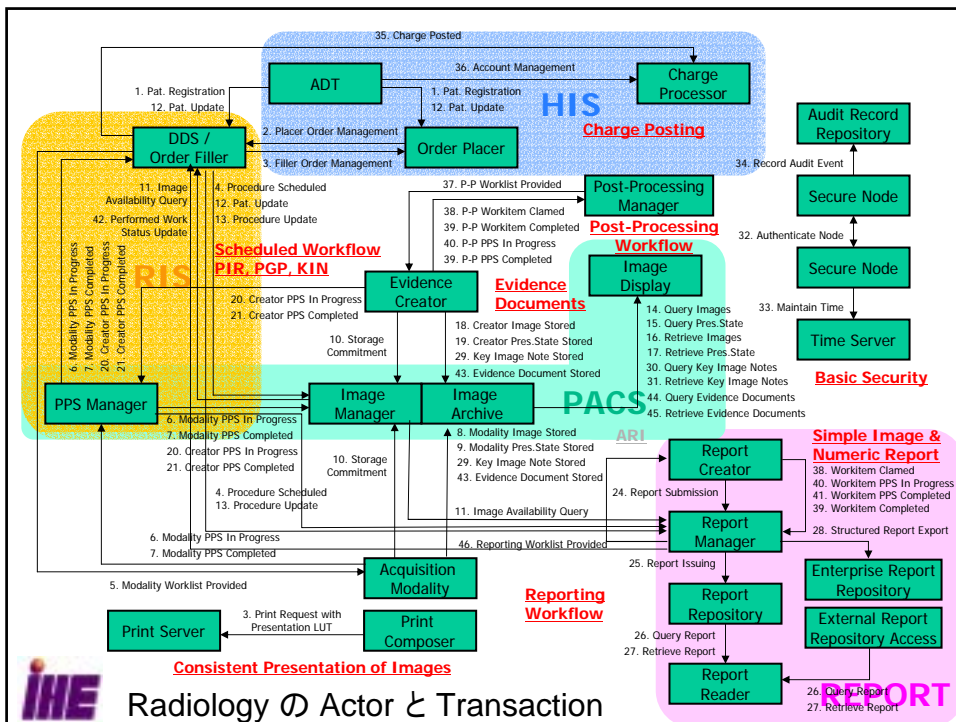 35. Charge Posted
36. Account Management
ADT
Charge
Processor
1. Pat. Registration
12. Pat. Update
1. Pat. Registration
12. Pat. Update
HIS
Charge Posting
Audit Record
Repository
2. Placer Order Management
DDS /
Order Filler
Order Placer
3. Filler Order Management
34. Record Audit Event
11. Image
Availability Query
4. Procedure Scheduled
12. Pat. Update
13. Procedure Update
37. P-P Worklist Provided
Post-Processing
Manager
Secure Node
42. Performed Work
Status Update
38. P-P Workitem Clamed
39. P-P Workitem Completed
40. P-P PPS In Progress
39. P-P PPS Completed
Post-Processing
Workflow
32. Authenticate Node
Scheduled Workflow
PIR, PGP, KIN
RIS
6. Modality PPS In Progress
7. Modality PPS Completed
20. Creator PPS In Progress
21. Creator PPS Completed
Evidence
Creator
Evidence
Documents
Image
Display
Secure Node
20. Creator PPS In Progress
21. Creator PPS Completed
33. Maintain Time
10. Storage
Commitment
18. Creator Image Stored
19. Creator Pres.State Stored
29. Key Image Note Stored
43. Evidence Document Stored
14. Query Images
15. Query Pres.State
16. Retrieve Images
17. Retrieve Pres.State
30. Query Key Image Notes
31. Retrieve Key Image Notes
44. Query Evidence Documents
45. Retrieve Evidence Documents
Time Server
Basic Security
PPS Manager
Image
Manager
Image
Archive
PACS
ARI
6. Modality PPS In Progress
7. Modality PPS Completed
20. Creator PPS In Progress
21. Creator PPS Completed
10. Storage
Commitment
8. Modality Image Stored
9. Modality Pres.State Stored
29. Key Image Note Stored
43. Evidence Document Stored
Simple Image &
Numeric Report
Report
Creator
38. Workitem Clamed
40. Workitem PPS In Progress
41. Workitem PPS Completed
39. Workitem Completed
4. Procedure Scheduled
13. Procedure Update
24. Report Submission
11. Image Availability Query
Report
Manager
28. Structured Report Export
6. Modality PPS In Progress
7. Modality PPS Completed
46. Reporting Worklist Provided
25. Report Issuing
5. Modality Worklist Provided
Acquisition
Modality
Enterprise Report
Repository
Reporting
Workflow
Report
Repository
External Report
Repository Access
Print Server
3. Print Request with
Presentation LUT
Print
Composer
26. Query Report
27. Retrieve Report
Consistent Presentation of Images
Report
Reader
REPORT
26. Query Report
27. Retrieve Report
IHE
Radiology の Actor と Transaction